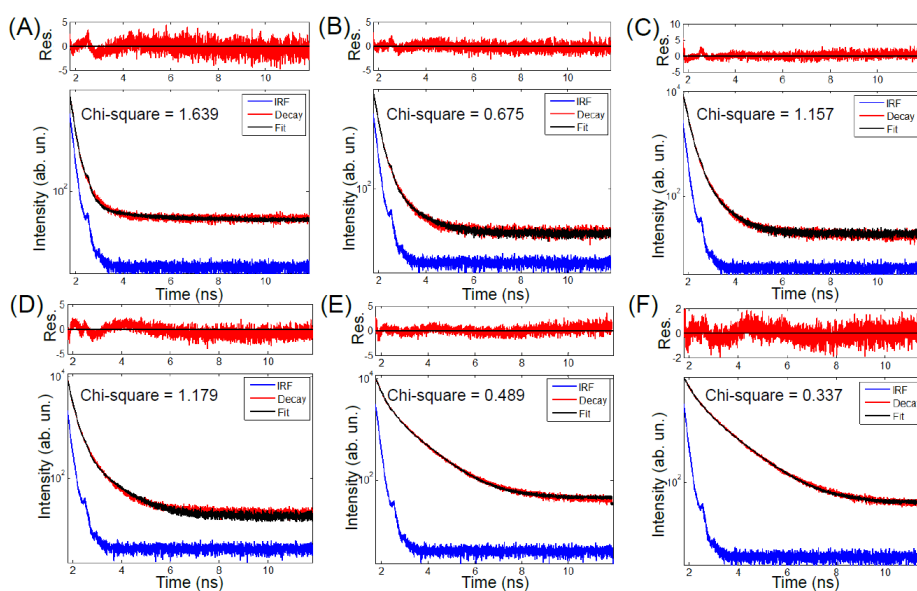 (A)
5
0
-5
Res.
4 6 8 10
Chi-square = 1.639
IRF
Decay
Fit
10²
Intensity (ab. un.)
2 4 6 8 10
Time (ns)
(B)
5
0
-5
Res.
2 4 6 8 10
Chi-square = 0.675
IRF
Decay
Fit
10²
Intensity (ab. un.)
2 4 6 8 10
Time (ns)
(C)
10
5
0
-5
Res.
2 4 6 8 10
10⁴
Chi-square = 1.157
IRF
Decay
Fit
10²
Intensity (ab. un.)
2 4 6 8 10
Time (ns)
(D)
5
0
-5
Res.
2 4 6 8 10
10⁴
Chi-square = 1.179
IRF
Decay
Fit
10²
Intensity (ab. un.)
2 4 6 8 10
Time (ns)
(E)
5
0
-5
Res.
2 4 6 8 10
10⁴
Chi-square = 0.489
IRF
Decay
Fit
10²
Intensity (ab. un.)
2 4 6 8 10
Time (ns)
(F)
2
0
-2
Res.
2 4 6 8 10
10⁴
Chi-square = 0.337
IRF
Decay
Fit
10²
Intensity (ab. un.)
2 4 6 8 10
Time (ns)